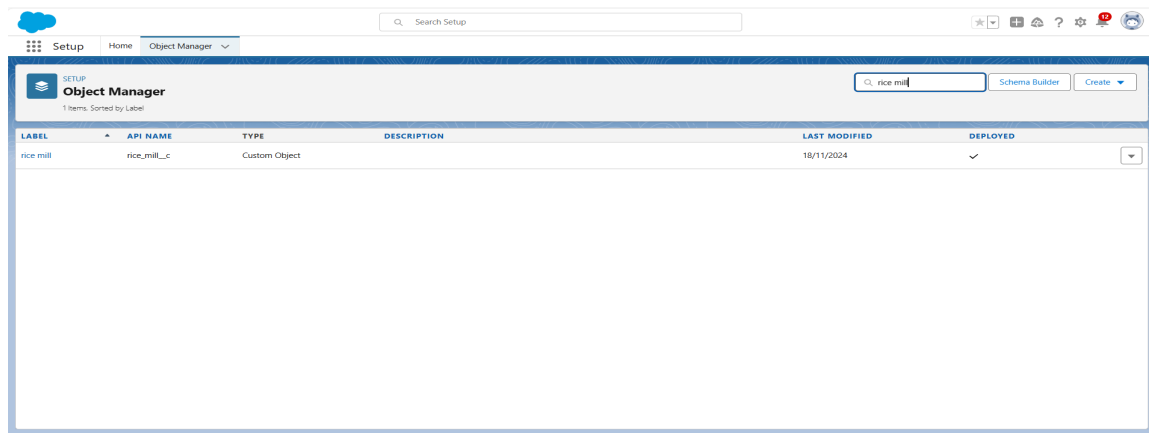 Search Setup
12
Setup Home Object Manager
SETUP
Object Manager
1 Items, Sorted by Label
rice mill
Schema Builder
Create
LABEL API NAME TYPE DESCRIPTION LAST MODIFIED DEPLOYED
rice mill rice_mill__c Custom Object 18/11/2024